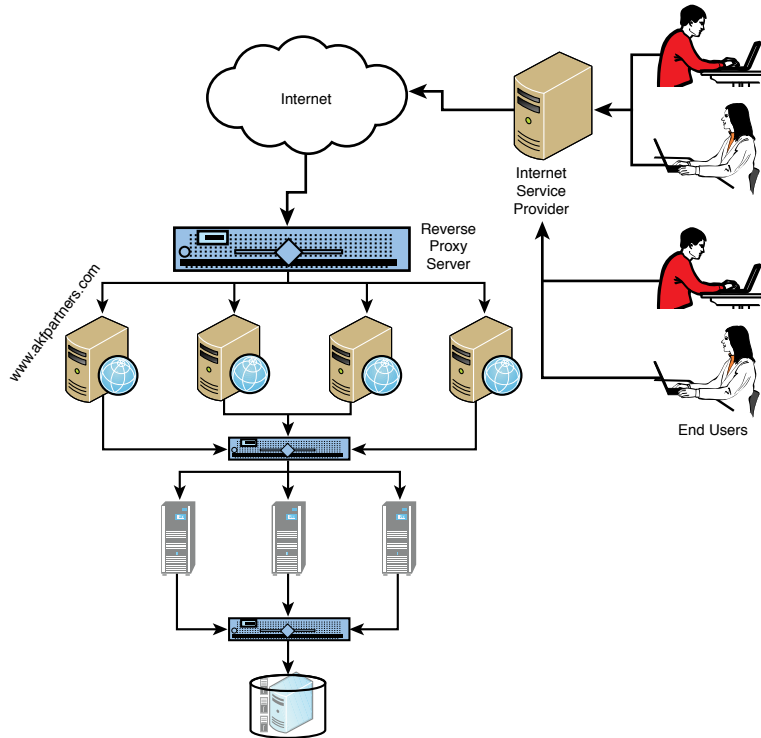 Internet
Internet
Service
Provider
Reverse
Proxy
Server
www.akfpartners.com
End Users